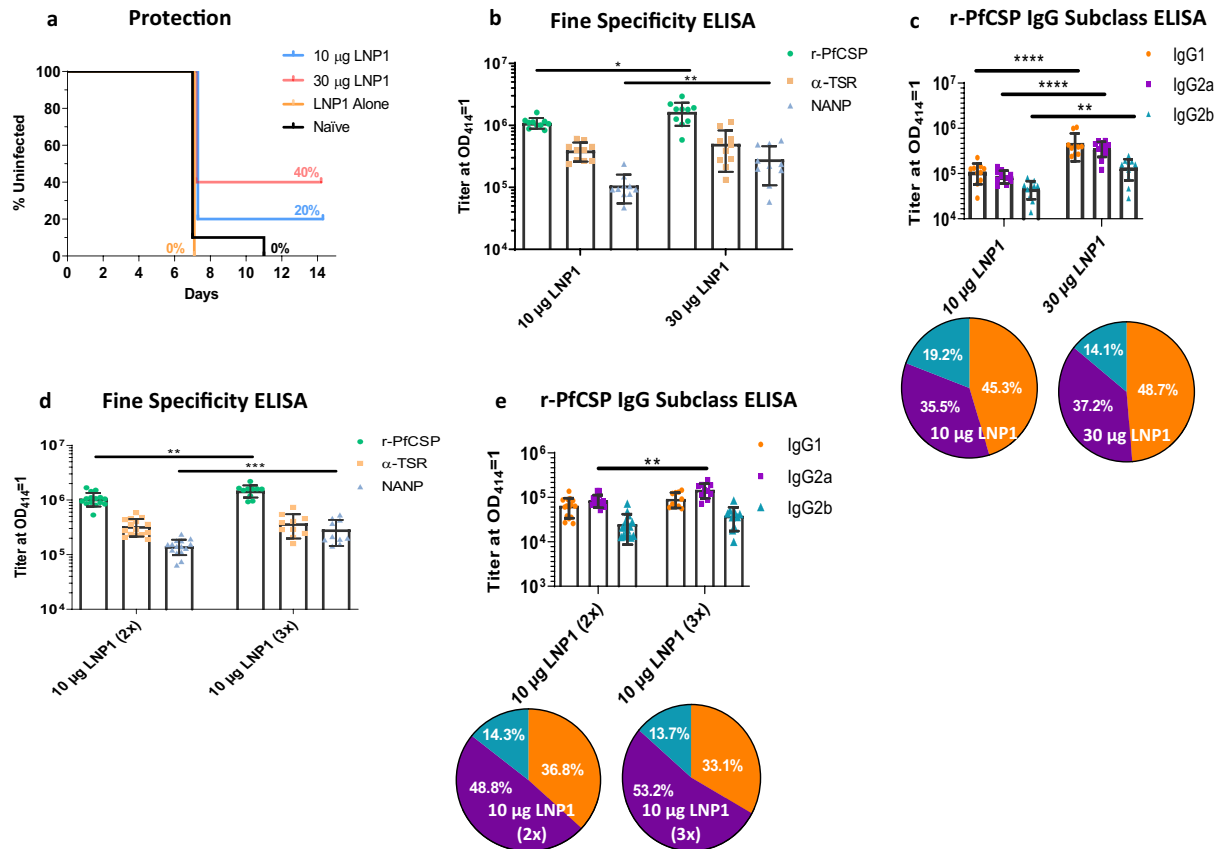 a Protection
10 µg LNP1
30 µg LNP1
LNP1 Alone
Naïve
% Uninfected
100
80
60
40
20
0
40%
20%
0%
0%
0 2 4 6 8 10 12 14
Days
b Fine Specificity ELISA
r-PfCSP
α-TSR
NANP
Titer at OD414=1
10⁷
10⁶
10⁵
10⁴
*
**
10 µg LNP1
30 µg LNP1
c r-PfCSP IgG Subclass ELISA
IgG1
IgG2a
IgG2b
Titer at OD414=1
10⁷
10⁶
10⁵
10⁴
****
****
**
10 µg LNP1
30 µg LNP1
19.2%
45.3%
35.5%
10 µg LNP1
14.1%
48.7%
37.2%
30 µg LNP1
d Fine Specificity ELISA
r-PfCSP
α-TSR
NANP
Titer at OD414=1
10⁷
10⁶
10⁵
10⁴
**
***
10 µg LNP1 (2x)
10 µg LNP1 (3x)
e r-PfCSP IgG Subclass ELISA
IgG1
IgG2a
IgG2b
Titer at OD414=1
10⁶
10⁵
10⁴
10³
**
10 µg LNP1 (2x)
10 µg LNP1 (3x)
14.3%
36.8%
48.8%
10 µg LNP1
(2x)
13.7%
33.1%
53.2%
10 µg LNP1
(3x)